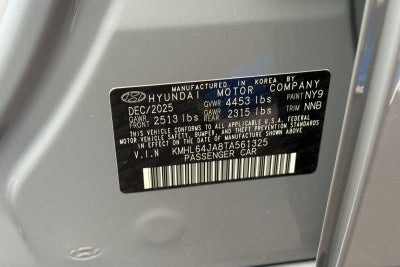 MANUFACTURED IN KOREA BY
HYUNDAI MOTOR COMPANY
DEC/2025 GVWR 4453 lbs PAINT NY9
GAWR FRONT 2513 lbs GAWR REAR 2315 lbs TRIM NNB
THIS VEHICLE CONFORMS TO ALL APPLICABLE U.S.A. FEDERAL
MOTOR VEHICLE SAFETY, BUMPER, AND THEFT PREVENTION STANDARDS
IN EFFECT ON THE DATE OF MANUFACTURE SHOWN ABOVE.
V.I.N KMHL64JA8TA561325
PASSENGER CAR